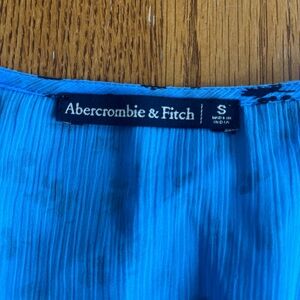 Abercrombie & Fitch
S
MADE IN
INDIA